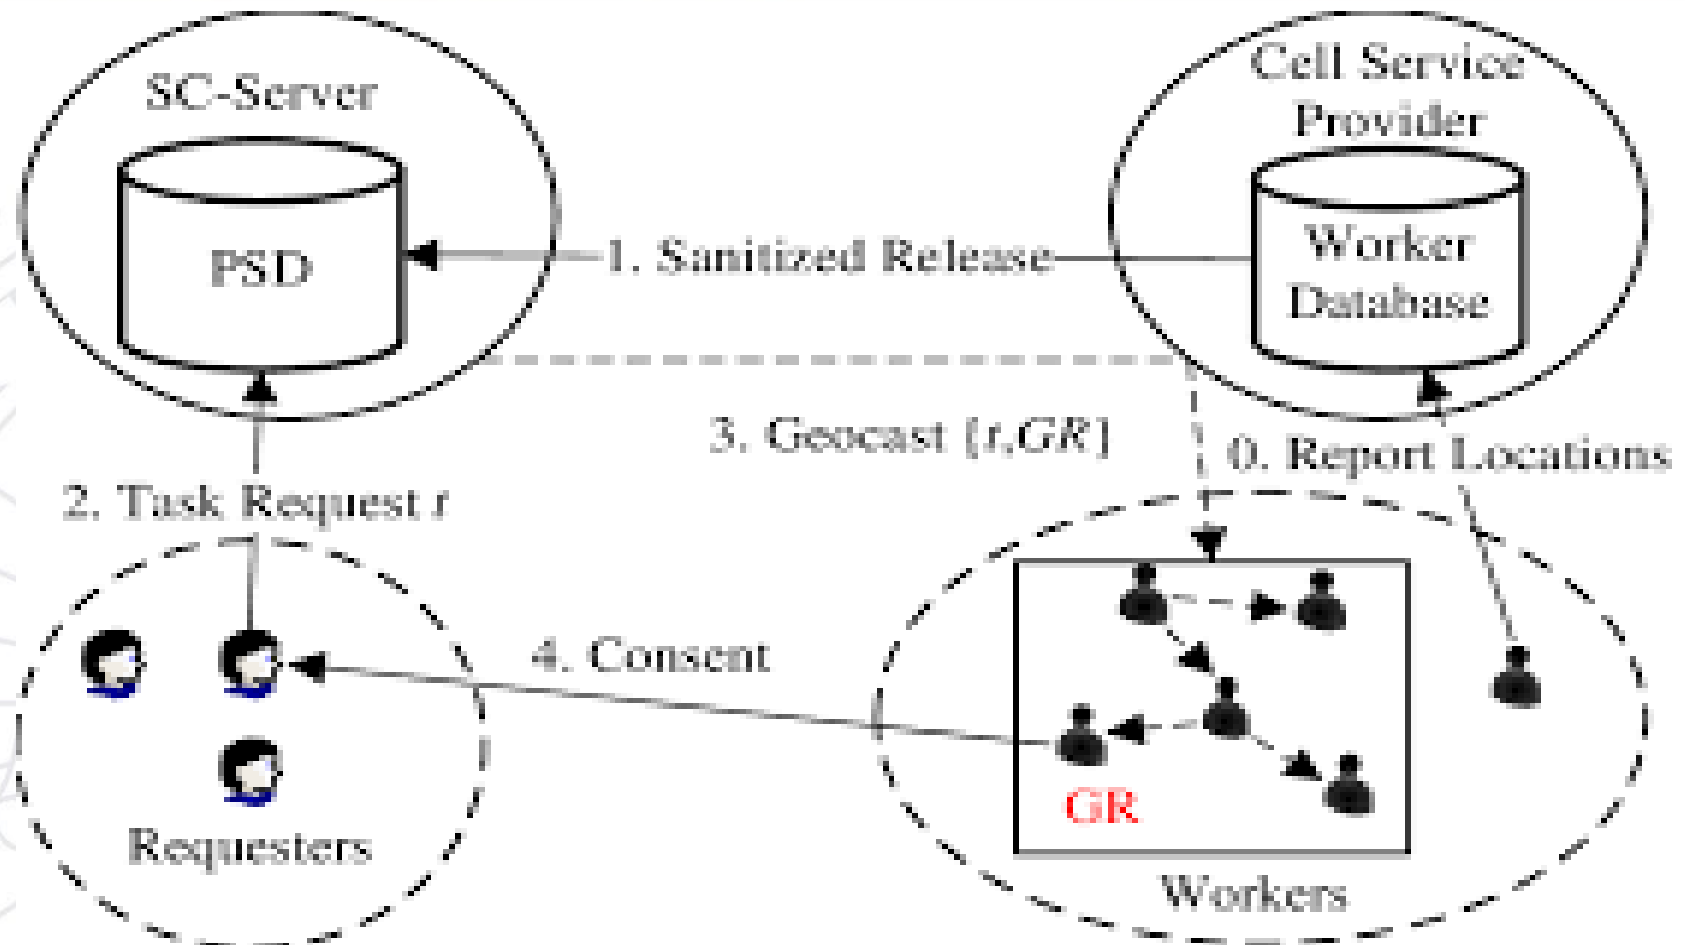 SC-Server
PSD
Cell Service
Provider
Worker
Database
1. Sanitized Release
3. Geocast {t,GR}
0. Report Locations
2. Task Request t
4. Consent
GR
Requesters
Workers